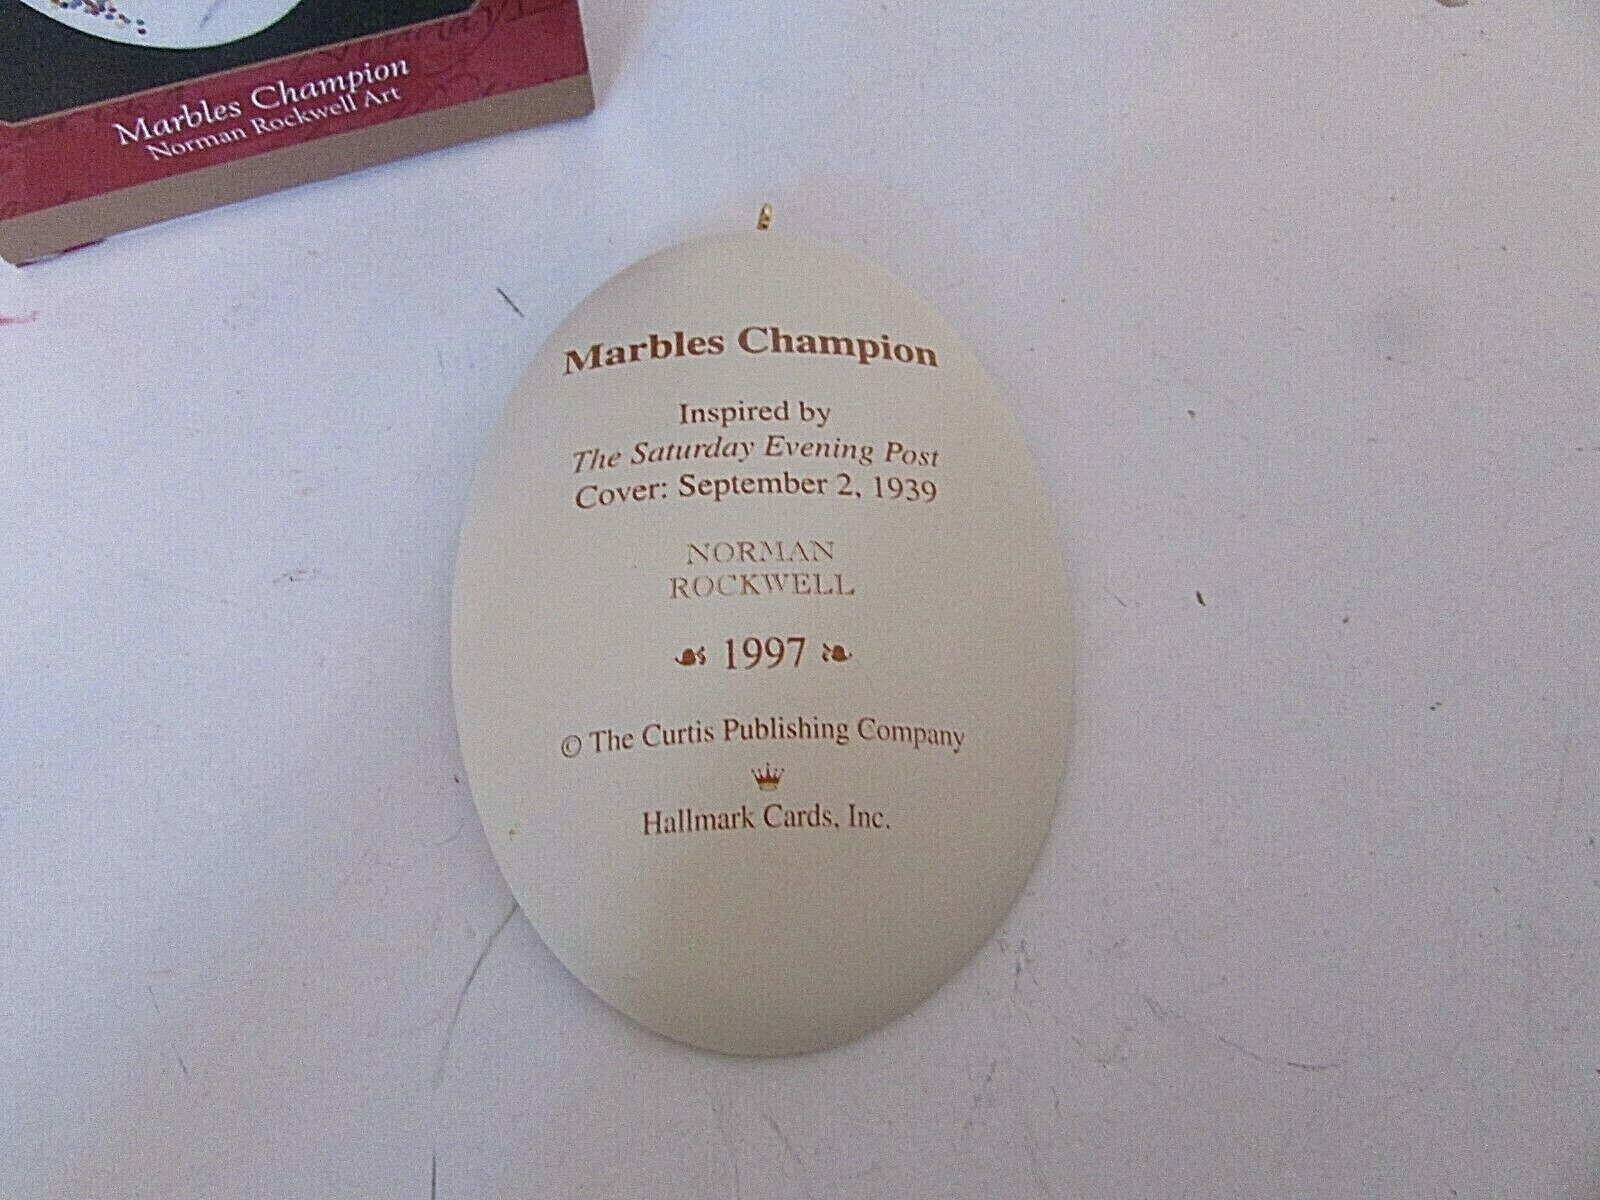 Marbles Champion
Norman Rockwell Art
Marbles Champion
Inspired by
The Saturday Evening Post
Cover: September 2, 1939
NORMAN
ROCKWELL
1997
© The Curtis Publishing Company
Hallmark Cards, Inc.